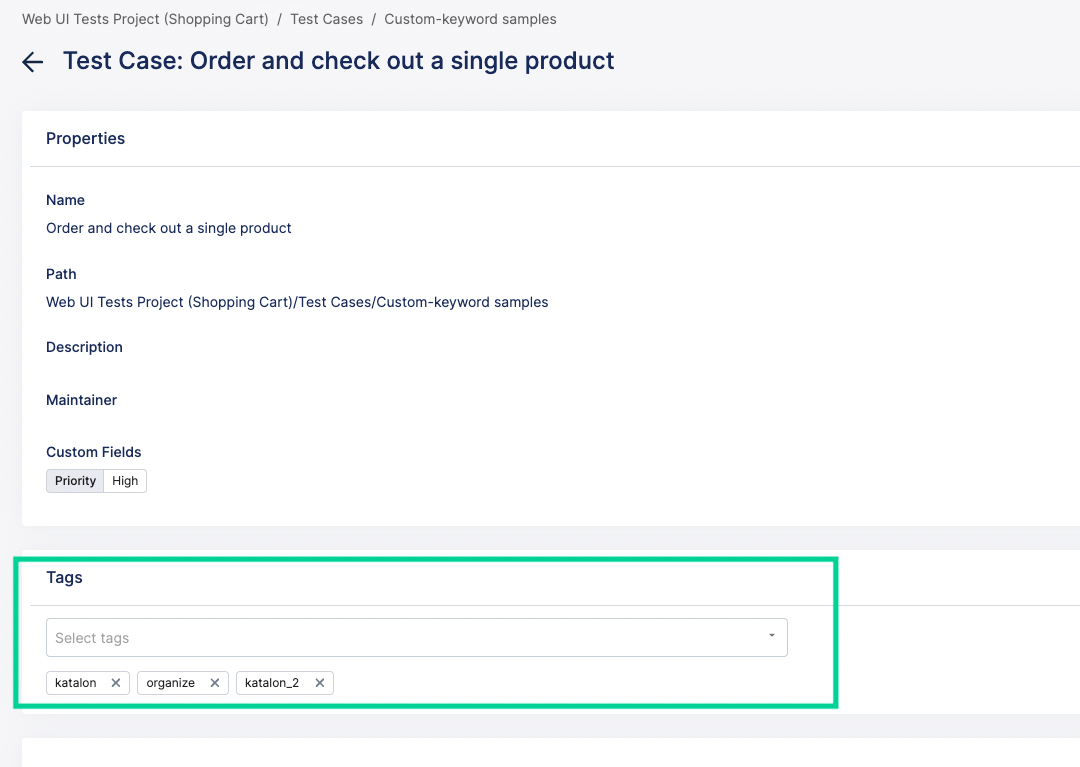 Web UI Tests Project (Shopping Cart) / Test Cases / Custom-keyword samples
Test Case: Order and check out a single product
Properties
Name
Order and check out a single product
Path
Web UI Tests Project (Shopping Cart)/Test Cases/Custom-keyword samples
Description
Maintainer
Custom Fields
Priority High
Tags
Select tags
katalon organize katalon_2